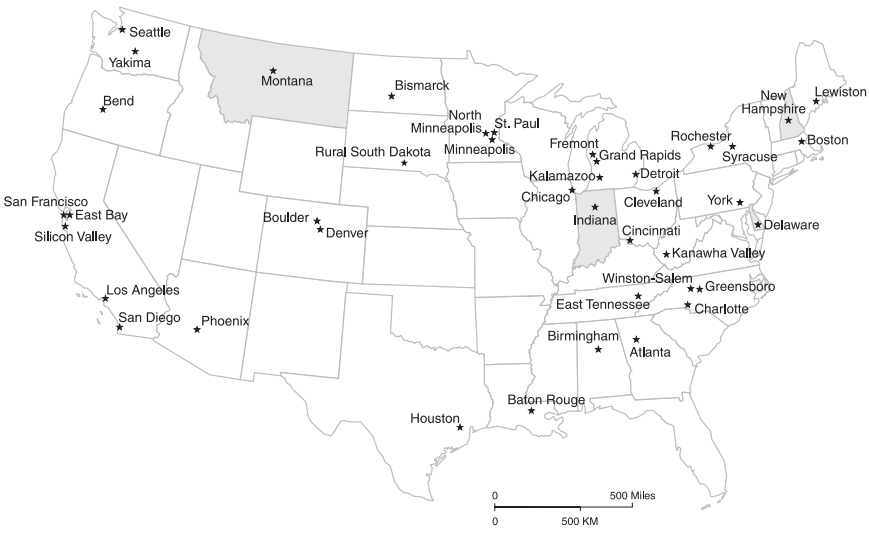 Seattle
Yakima
Montana
Bismarck
Bend
North
Minneapolis
St. Paul
Minneapolis
New
Hampshire
Lewiston
Boston
Rochester
Syracuse
Fremont
Grand Rapids
Rural South Dakota
Kalamazoo
Detroit
Chicago
Cleveland
York
San Francisco
East Bay
Silicon Valley
Boulder
Denver
Indiana
Cincinnati
Delaware
Kanawha Valley
Winston-Salem
Greensboro
East Tennessee
Charlotte
Los Angeles
San Diego
Phoenix
Birmingham
Atlanta
Baton Rouge
Houston
0 500 Miles
0 500 KM